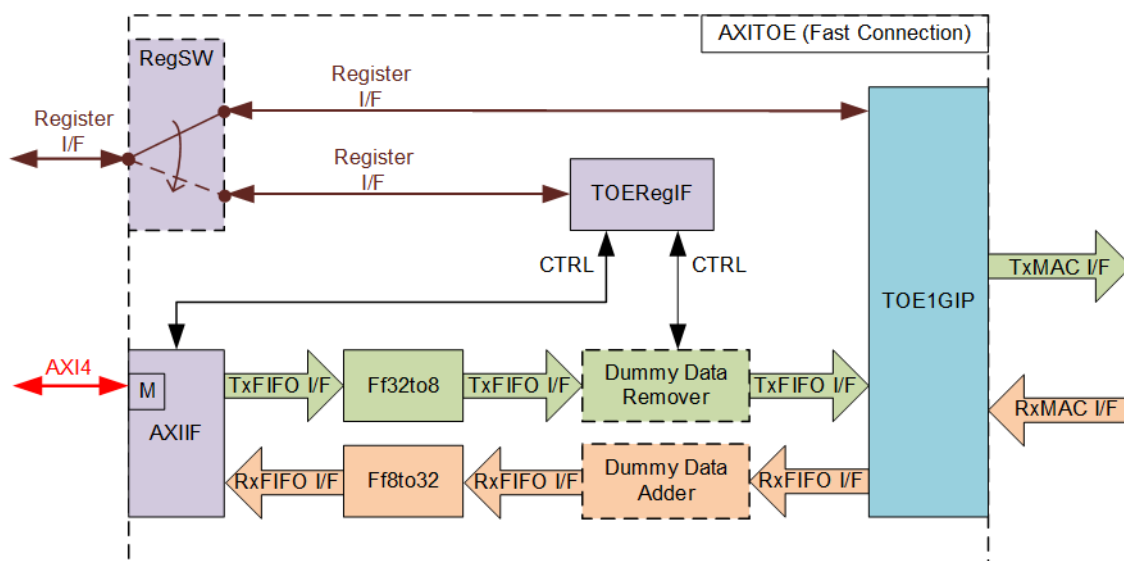 AXITOE (Fast Connection)
RegSW
Register
I/F
Register
I/F
Register
I/F
TOERegIF
CTRL
CTRL
TOE1GIP
TxMAC I/F
AXI4
M
AXIIF
TxFIFO I/F
Ff32to8
TxFIFO I/F
Dummy Data
Remover
TxFIFO I/F
RxMAC I/F
RxFIFO I/F
Ff8to32
RxFIFO I/F
Dummy Data
Adder
RxFIFO I/F